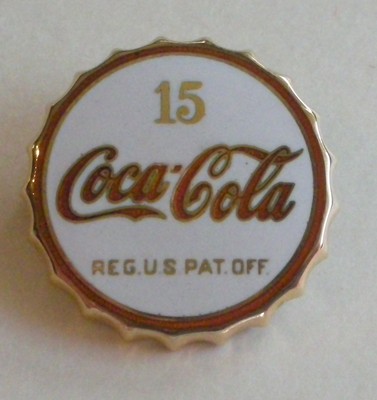 15
Coca-Cola
REG.U.S. PAT. OFF.